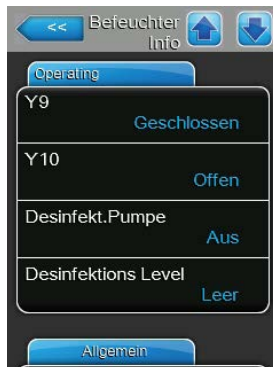 <<
Befeuchter
Info
Operating
Y9
Geschlossen
Y10
Offen
Desinfekt.Pumpe
Aus
Desinfektions Level
Leer
Allgemein